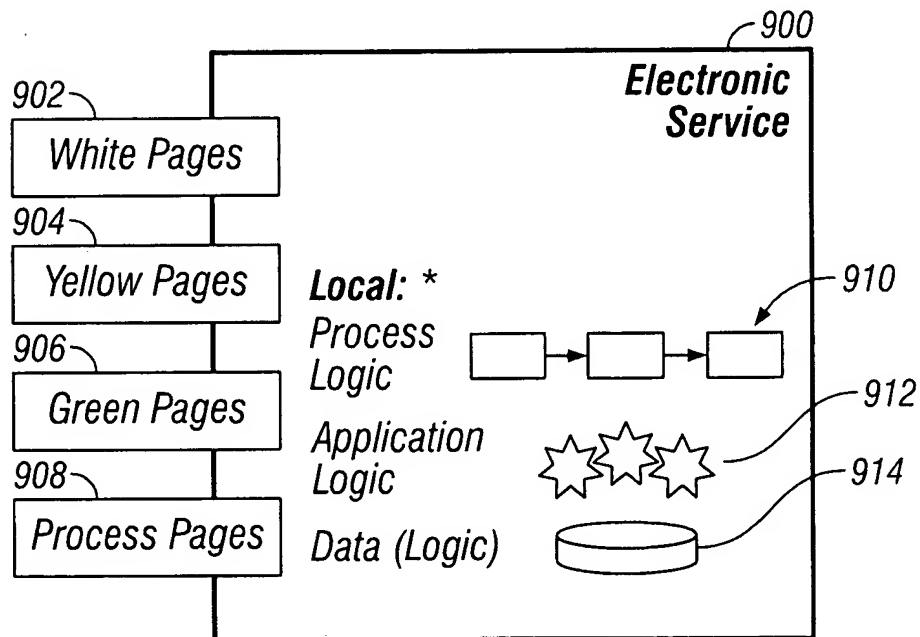 900
Electronic
Service
902
White Pages
904
Yellow Pages
Local: *
910
Process
Logic
906
Green Pages
Application
Logic
912
908
Process Pages
Data (Logic)
914